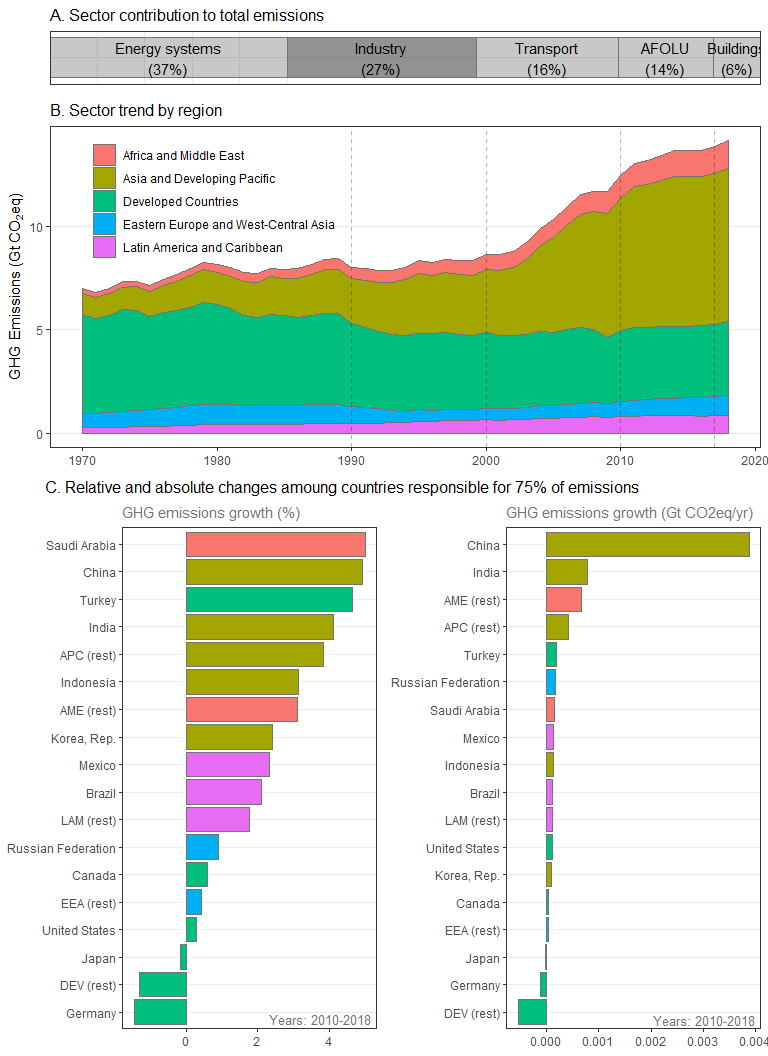 A. Sector contribution to total emissions
Energy systems Industry Transport AFOLU Buildings
(37%) (27%) (16%) (14%) (6%)
B. Sector trend by region
GHG Emissions (Gt CO2eq)
10
5
0
Africa and Middle East
Asia and Developing Pacific
Developed Countries
Eastern Europe and West-Central Asia
Latin America and Caribbean
1970 1980 1990 2000 2010 2020
C. Relative and absolute changes amoung countries responsible for 75% of emissions
GHG emissions growth (%)
Saudi Arabia
China
Turkey
India
APC (rest)
Indonesia
AME (rest)
Korea, Rep.
Mexico
Brazil
LAM (rest)
Russian Federation
Canada
EEA (rest)
United States
Japan
DEV (rest)
Germany
Years: 2010-2018
0 2 4
GHG emissions growth (Gt CO2eq/yr)
China
India
AME (rest)
APC (rest)
Turkey
Russian Federation
Saudi Arabia
Mexico
Indonesia
Brazil
LAM (rest)
United States
Korea, Rep.
Canada
EEA (rest)
Japan
Germany
DEV (rest)
Years: 2010-2018
0.000 0.001 0.002 0.003 0.004